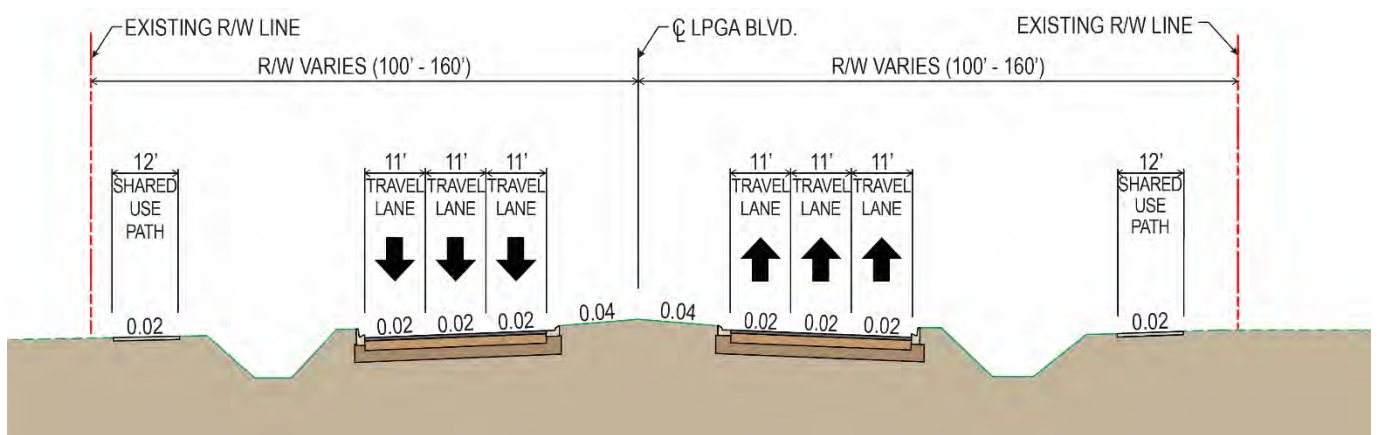 EXISTING R/W LINE
℄ LPGA BLVD.
EXISTING R/W LINE
R/W VARIES (100' - 160')
R/W VARIES (100' - 160')
12'
SHARED
USE
PATH
11'
TRAVEL
LANE
11'
TRAVEL
LANE
11'
TRAVEL
LANE
11'
TRAVEL
LANE
11'
TRAVEL
LANE
11'
TRAVEL
LANE
12'
SHARED
USE
PATH
0.02
0.02
0.02
0.02
0.04
0.04
0.02
0.02
0.02
0.02